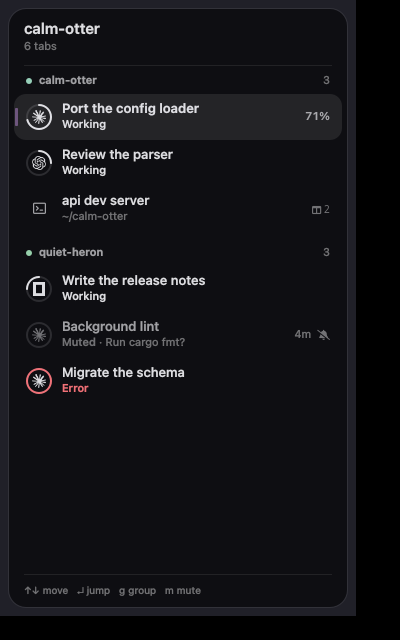 calm-otter
6 tabs
calm-otter 3
Port the config loader
Working 71%
Review the parser
Working
api dev server
~/calm-otter 2
quiet-heron 3
Write the release notes
Working
Background lint
Muted · Run cargo fmt? 4m
Migrate the schema
Error
↑↓ move ↵ jump g group m mute